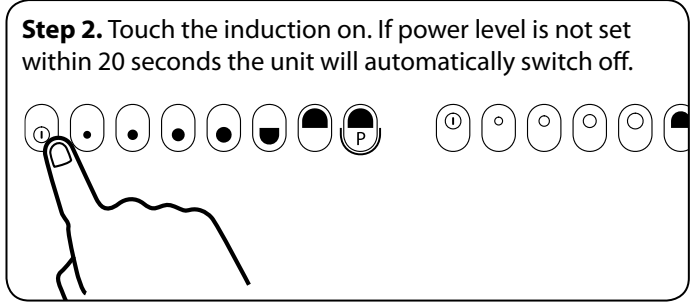 Step 2. Touch the induction on. If power level is not set
within 20 seconds the unit will automatically switch off.
P